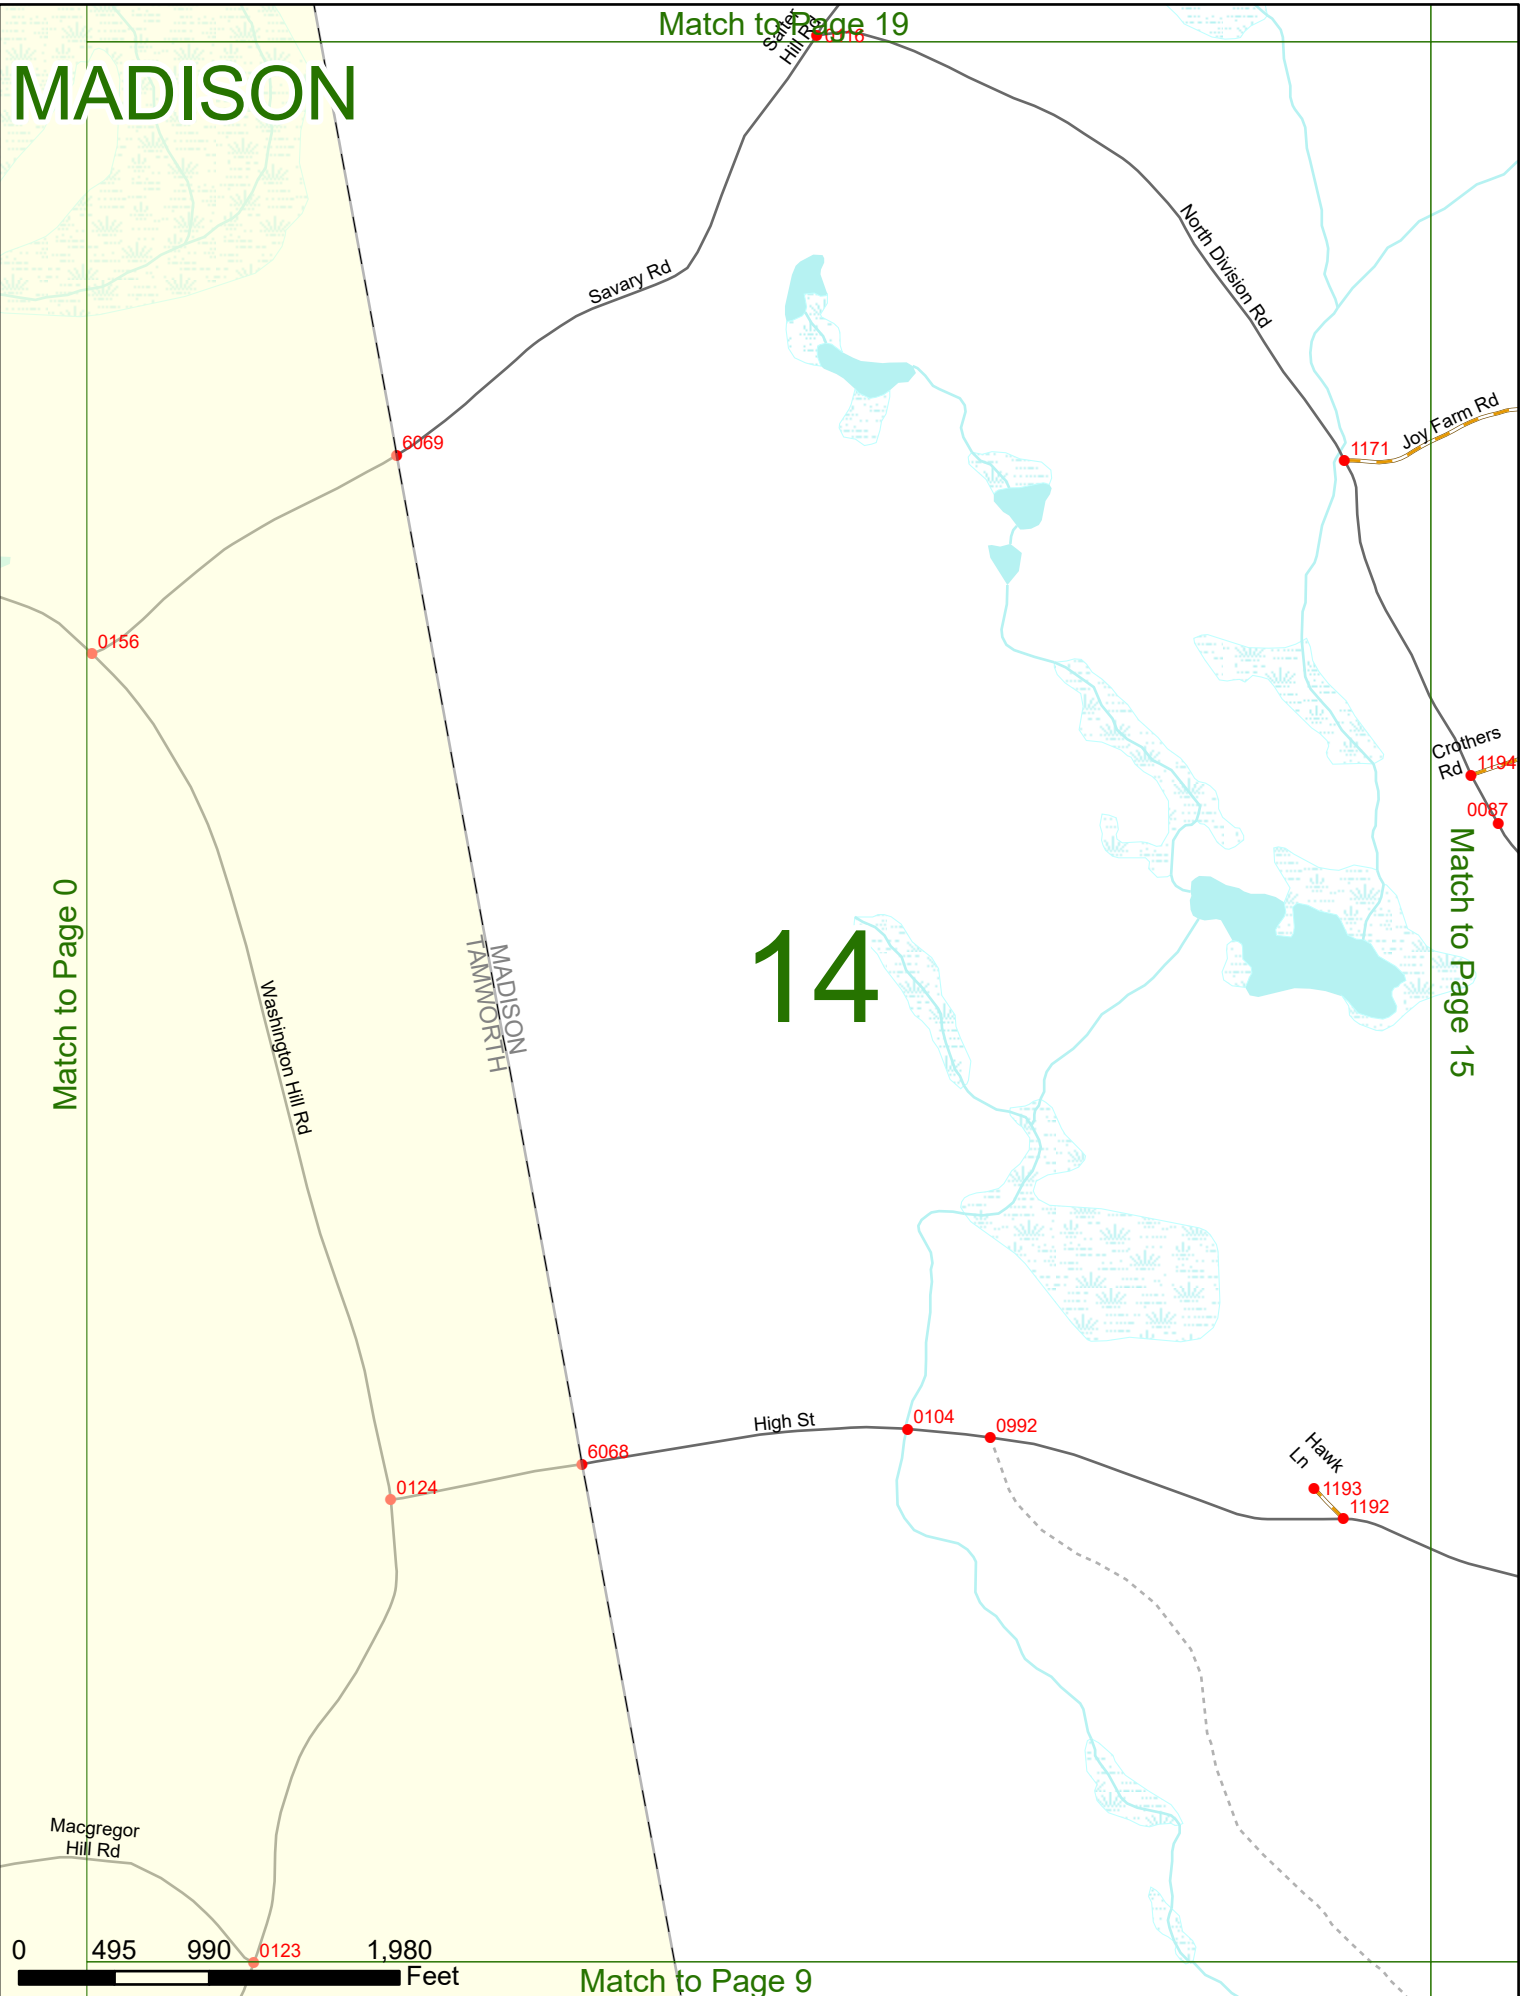 Match to Page 19
Salter
Hill Rd
MADISON
North Division Rd
Savary Rd
Joy Farm Rd
6069
1171
0156
Crothers
Rd
1194
0087
Match to Page 0
Match to Page 15
14
MADISON
TAMWORTH
Washington Hill Rd
High St
0104
0992
6068
Hawk
Ln
1193
1192
0124
Macgregor
Hill Rd
0123
0 495 990 1,980
Feet
Match to Page 9